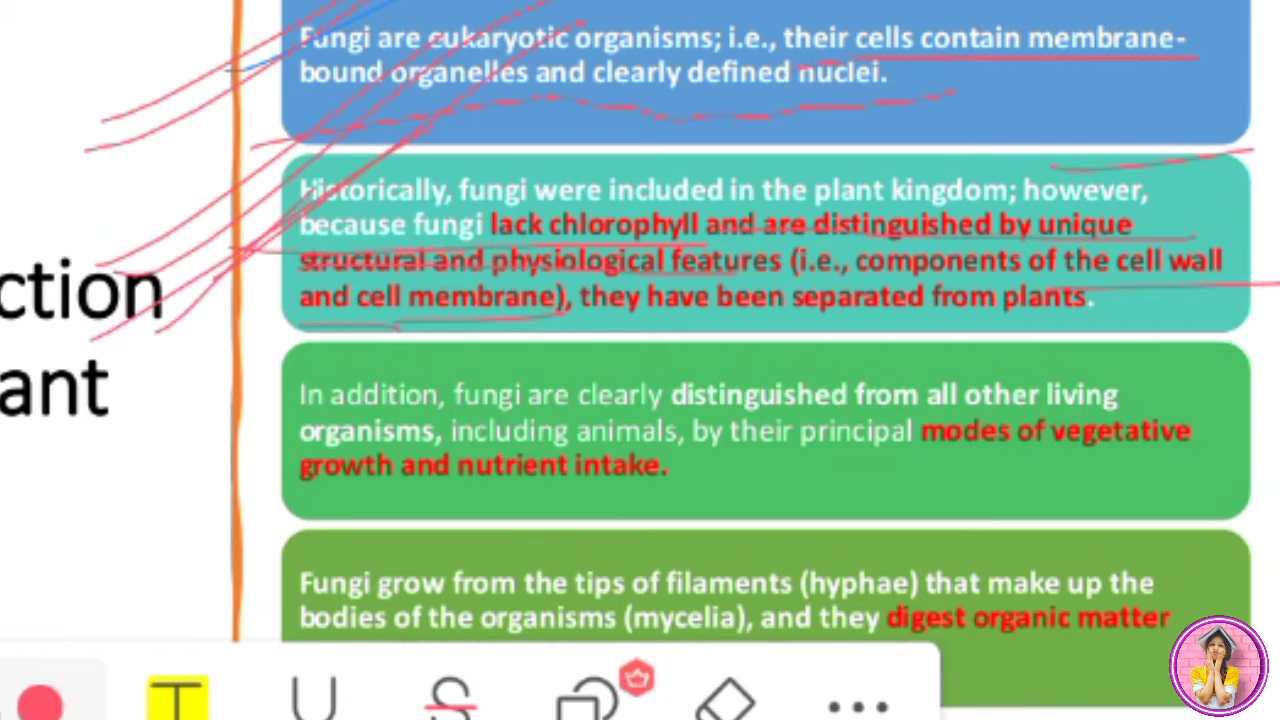 Fungi are eukaryotic organisms; i.e., their cells contain membrane-
bound organelles and clearly defined nuclei.
Historically, fungi were included in the plant kingdom; however,
because fungi lack chlorophyll and are distinguished by unique
structural and physiological features (i.e., components of the cell wall
and cell membrane), they have been separated from plants.
ction
ant
In addition, fungi are clearly distinguished from all other living
organisms, including animals, by their principal modes of vegetative
growth and nutrient intake.
Fungi grow from the tips of filaments (hyphae) that make up the
bodies of the organisms (mycelia), and they digest organic matter
T U S